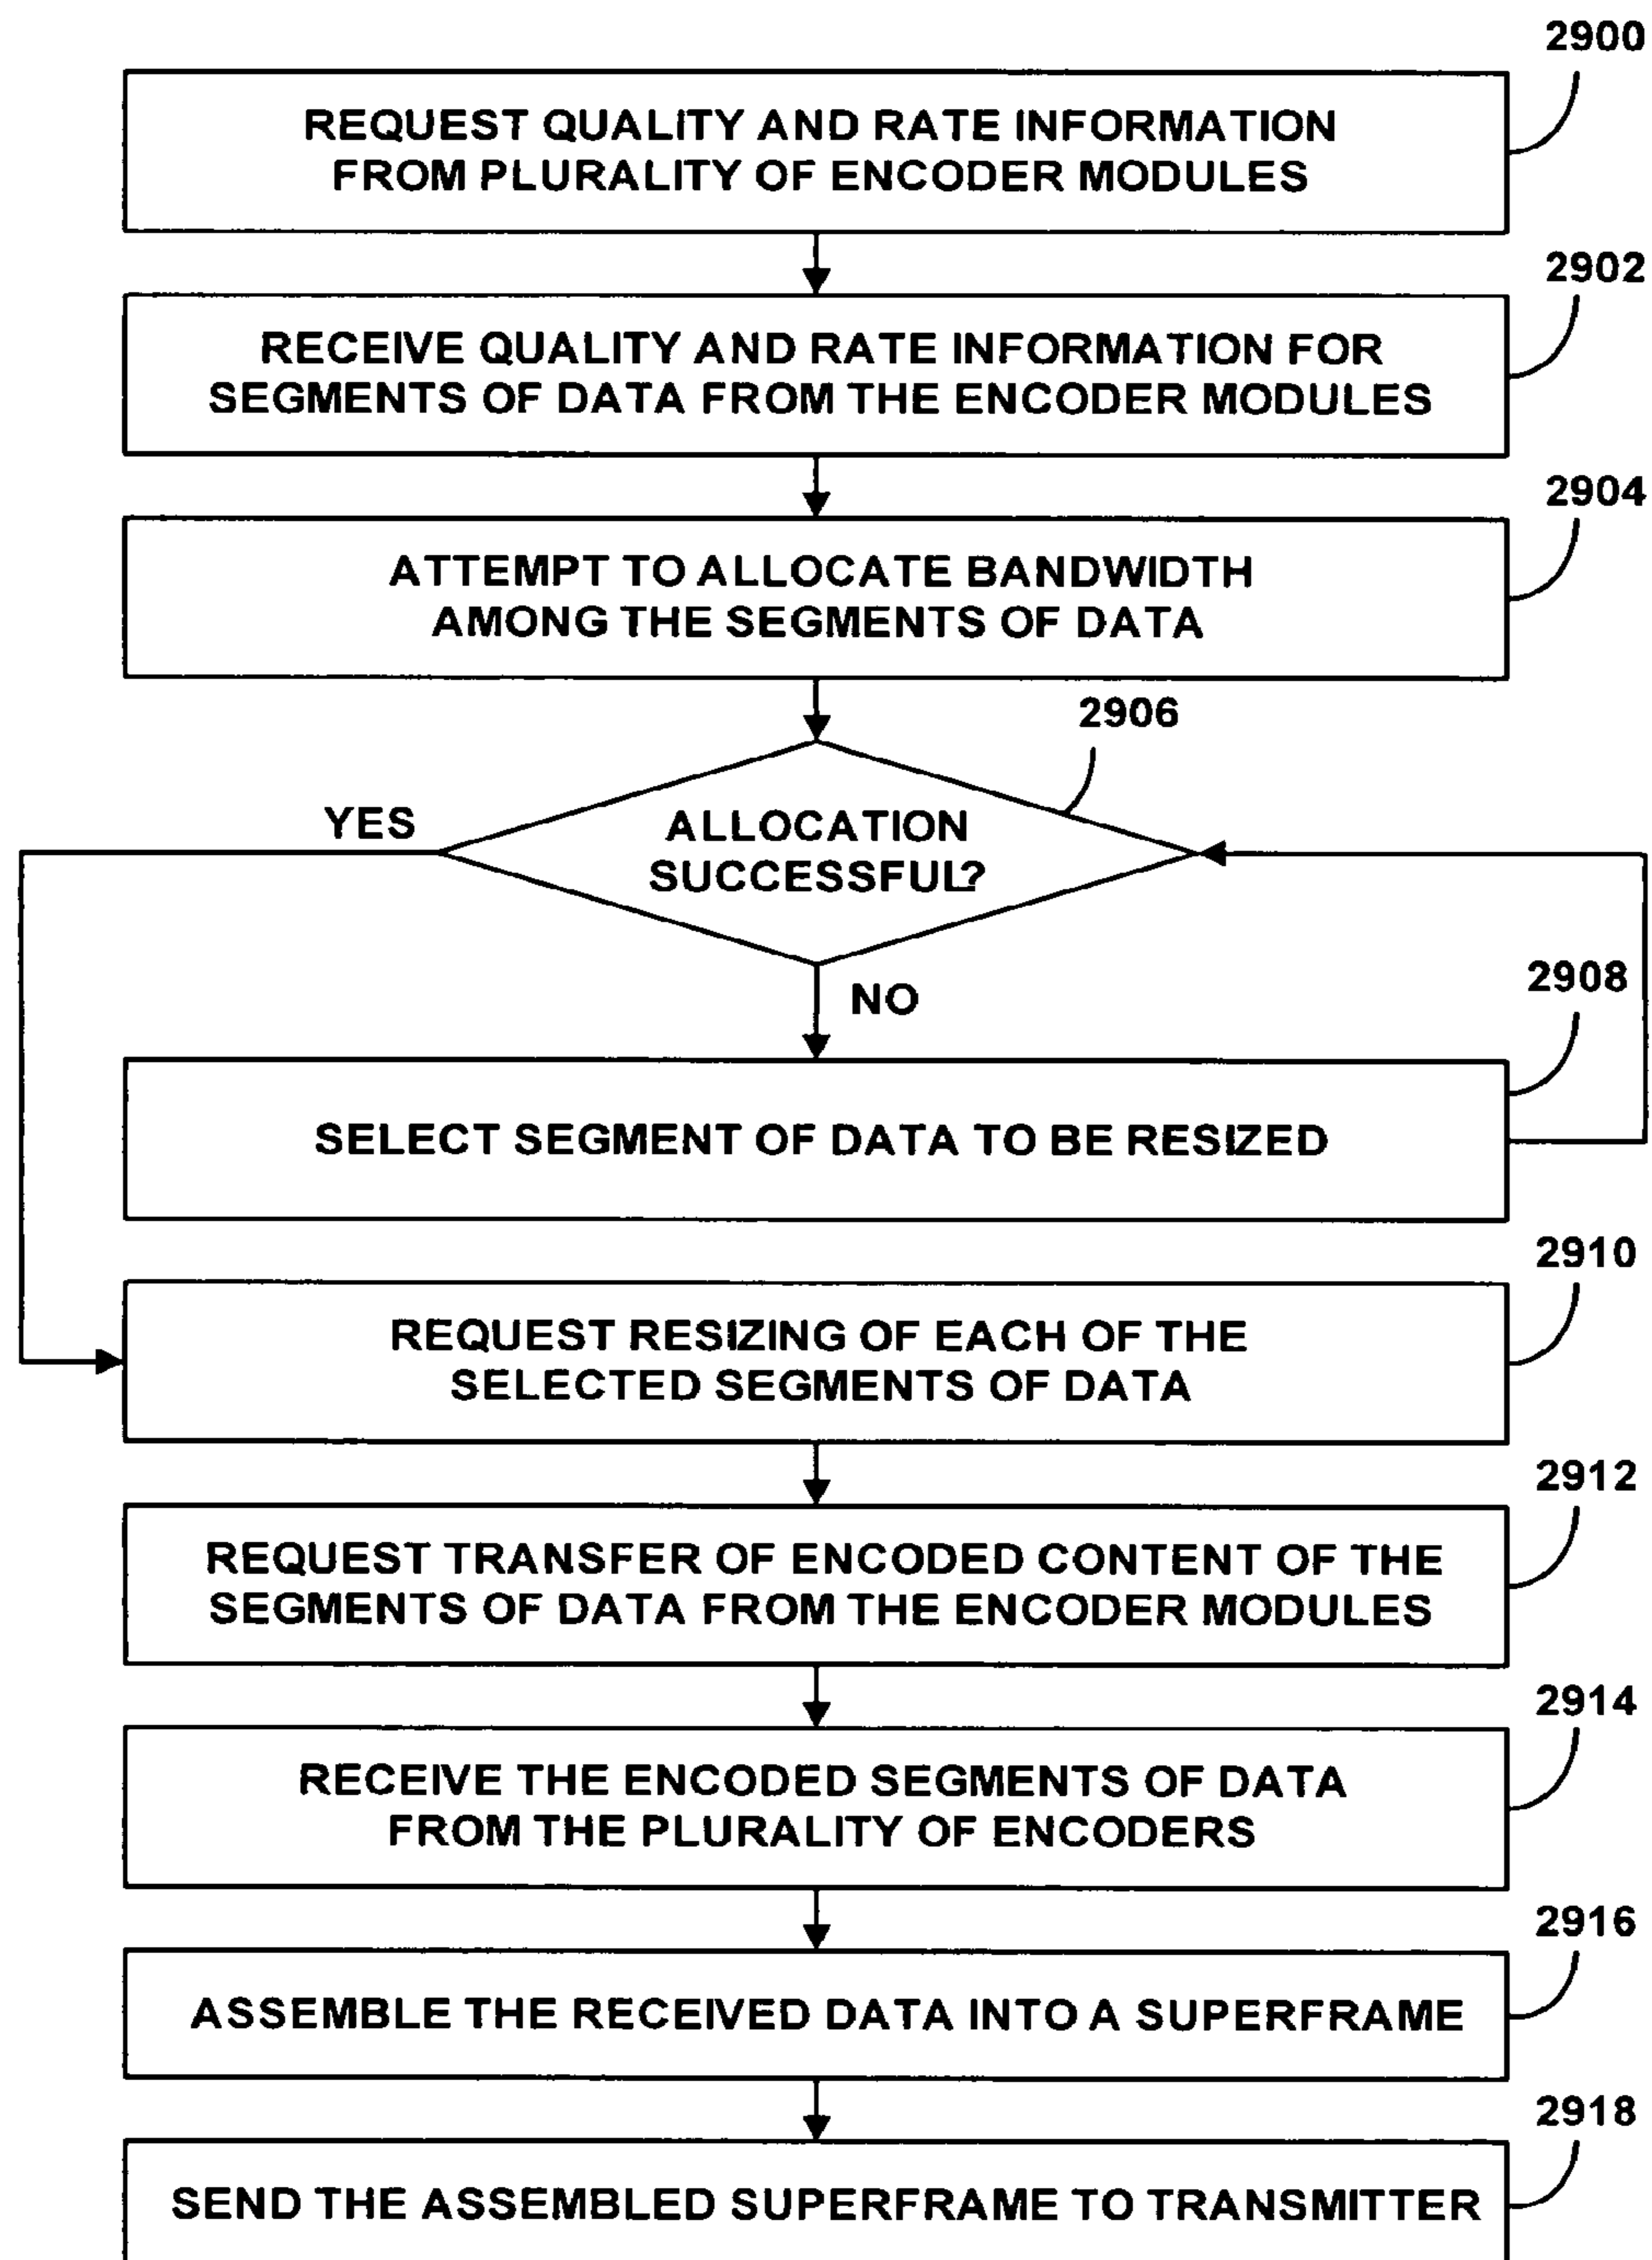 2900
REQUEST QUALITY AND RATE INFORMATION
FROM PLURALITY OF ENCODER MODULES
2902
RECEIVE QUALITY AND RATE INFORMATION FOR
SEGMENTS OF DATA FROM THE ENCODER MODULES
2904
ATTEMPT TO ALLOCATE BANDWIDTH
AMONG THE SEGMENTS OF DATA
2906
YES
ALLOCATION
SUCCESSFUL?
NO
2908
SELECT SEGMENT OF DATA TO BE RESIZED
2910
REQUEST RESIZING OF EACH OF THE
SELECTED SEGMENTS OF DATA
2912
REQUEST TRANSFER OF ENCODED CONTENT OF THE
SEGMENTS OF DATA FROM THE ENCODER MODULES
2914
RECEIVE THE ENCODED SEGMENTS OF DATA
FROM THE PLURALITY OF ENCODERS
2916
ASSEMBLE THE RECEIVED DATA INTO A SUPERFRAME
2918
SEND THE ASSEMBLED SUPERFRAME TO TRANSMITTER